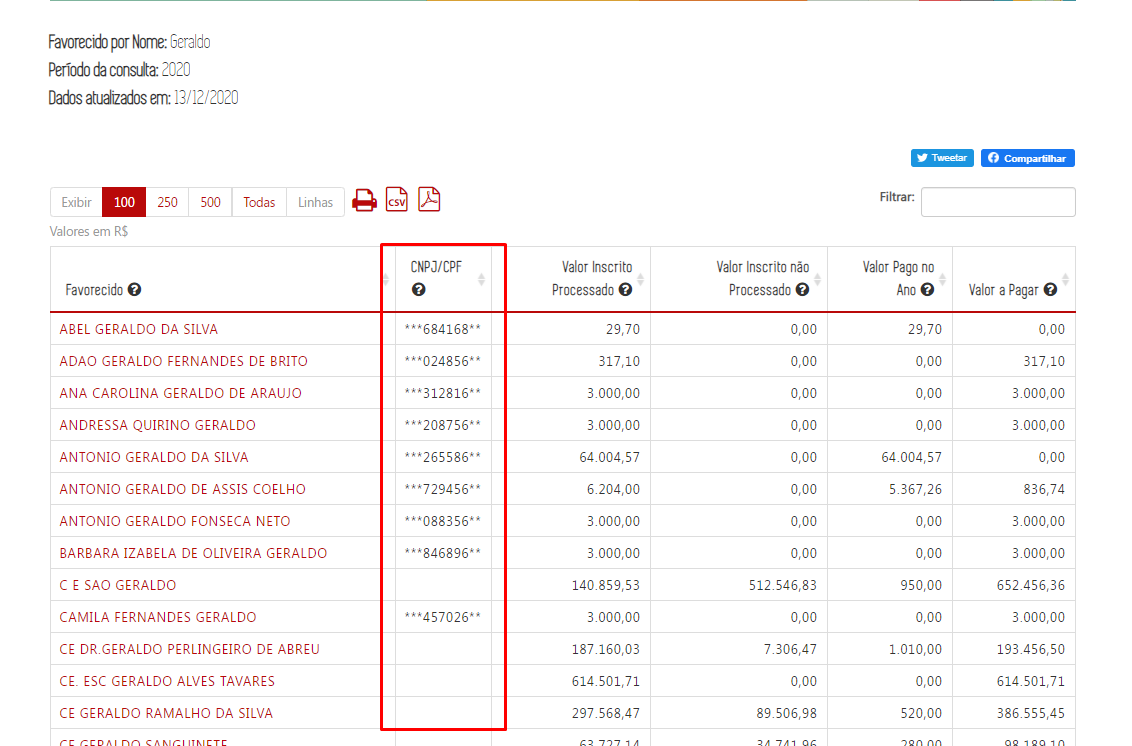 Favorecido por Nome: Geraldo
Período da consulta: 2020
Dados atualizados em: 13/12/2020
Tweetar Compartilhar
Exibir 100 250 500 Todas Linhas CSV Filtrar:
Valores em R$
Favorecido ? CNPJ/CPF ? Valor Inscrito Processado ? Valor Inscrito não Processado ? Valor Pago no Ano ? Valor a Pagar ?
ABEL GERALDO DA SILVA ***684168** 29,70 0,00 29,70 0,00
ADAO GERALDO FERNANDES DE BRITO ***024856** 317,10 0,00 0,00 317,10
ANA CAROLINA GERALDO DE ARAUJO ***312816** 3.000,00 0,00 0,00 3.000,00
ANDRESSA QUIRINO GERALDO ***208756** 3.000,00 0,00 0,00 3.000,00
ANTONIO GERALDO DA SILVA ***265586** 64.004,57 0,00 64.004,57 0,00
ANTONIO GERALDO DE ASSIS COELHO ***729456** 6.204,00 0,00 5.367,26 836,74
ANTONIO GERALDO FONSECA NETO ***088356** 3.000,00 0,00 0,00 3.000,00
BARBARA IZABELA DE OLIVEIRA GERALDO ***846896** 3.000,00 0,00 0,00 3.000,00
C E SAO GERALDO 140.859,53 512.546,83 950,00 652.456,36
CAMILA FERNANDES GERALDO ***457026** 3.000,00 0,00 0,00 3.000,00
CE DR.GERALDO PERLINGEIRO DE ABREU 187.160,03 7.306,47 1.010,00 193.456,50
CE. ESC GERALDO ALVES TAVARES 614.501,71 0,00 0,00 614.501,71
CE GERALDO RAMALHO DA SILVA 297.568,47 89.506,98 520,00 386.555,45
CE GERALDO SANGUINETE 63.727,14 34.741,96 280,00 98.189,10